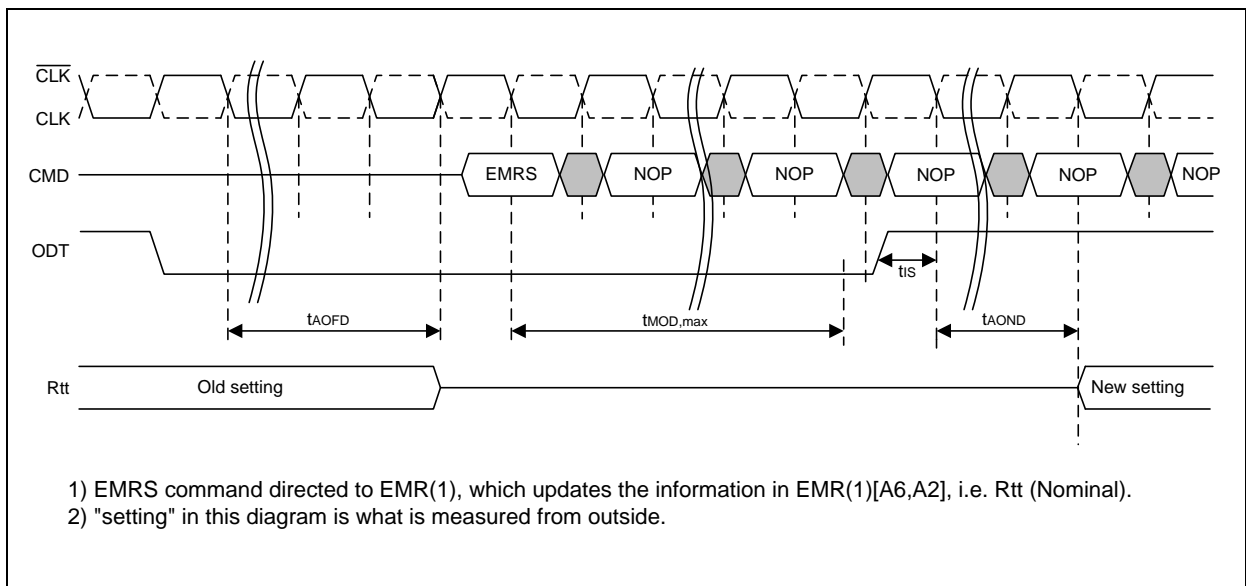 CLK
CLK
CMD
EMRS
NOP
NOP
NOP
NOP
NOP
ODT
tIS
tAOFD
tMOD,max
tAOND
Rtt
Old setting
New setting
1) EMRS command directed to EMR(1), which updates the information in EMR(1)[A6,A2], i.e. Rtt (Nominal).
2) "setting" in this diagram is what is measured from outside.